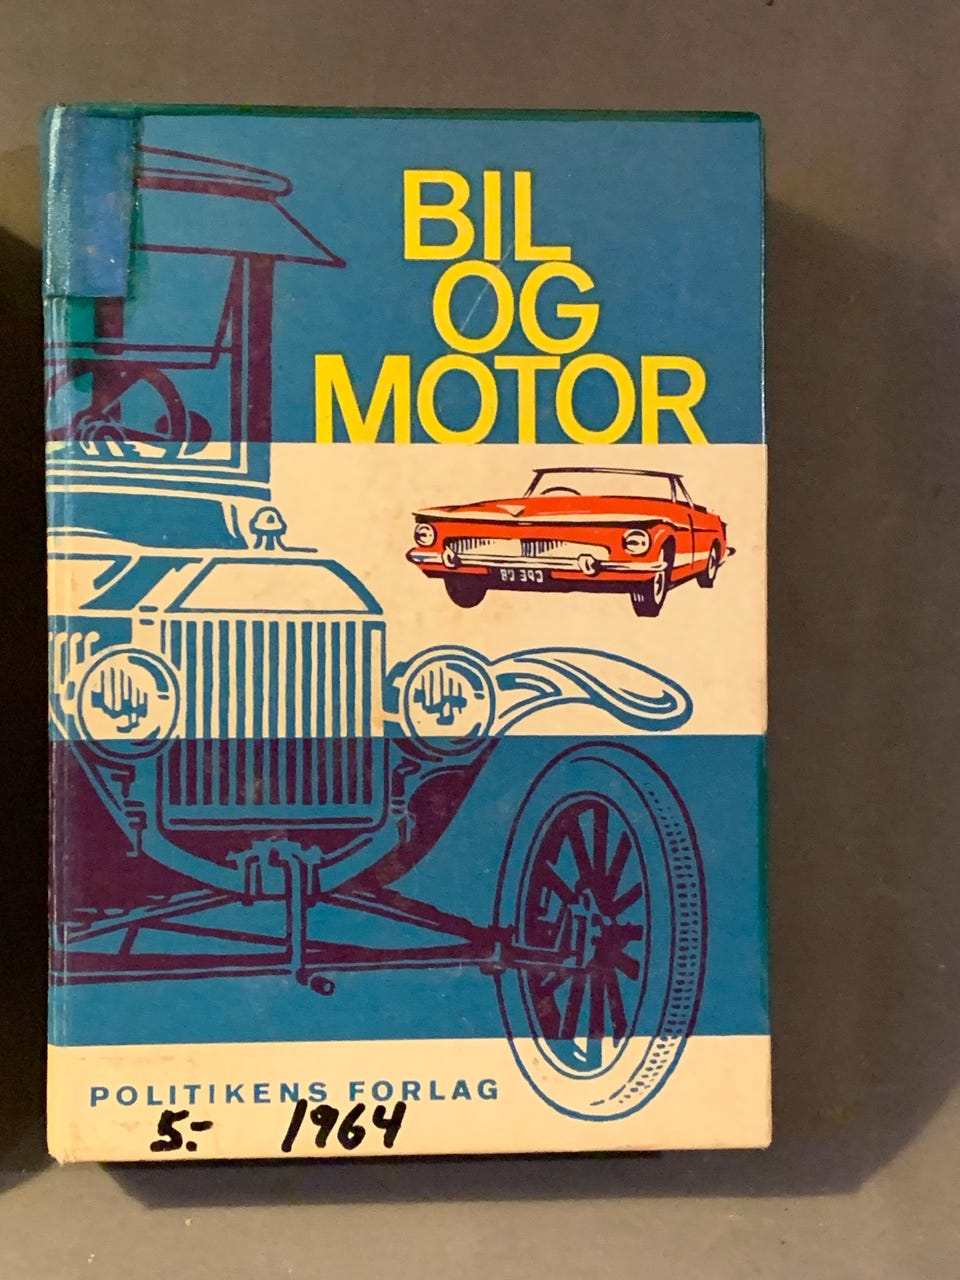 BIL
OG
MOTOR
POLITIKENS FORLAG
5.- 1964